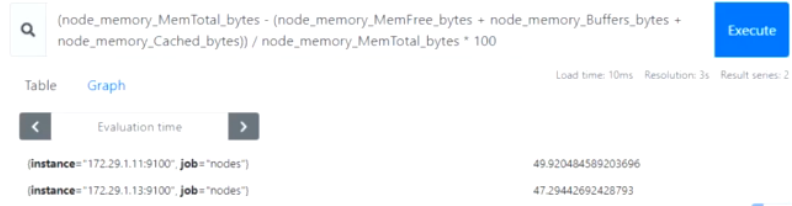 (node_memory_MemTotal_bytes - (node_memory_MemFree_bytes + node_memory_Buffers_bytes +
node_memory_Cached_bytes)) / node_memory_MemTotal_bytes * 100
Execute
Load time: 10ms Resolution: 3s Result series: 2
Table Graph
Evaluation time
{instance="172.29.1.11:9100", job="nodes"} 49.920484589203696
{instance="172.29.1.13:9100", job="nodes"} 47.29442692428793